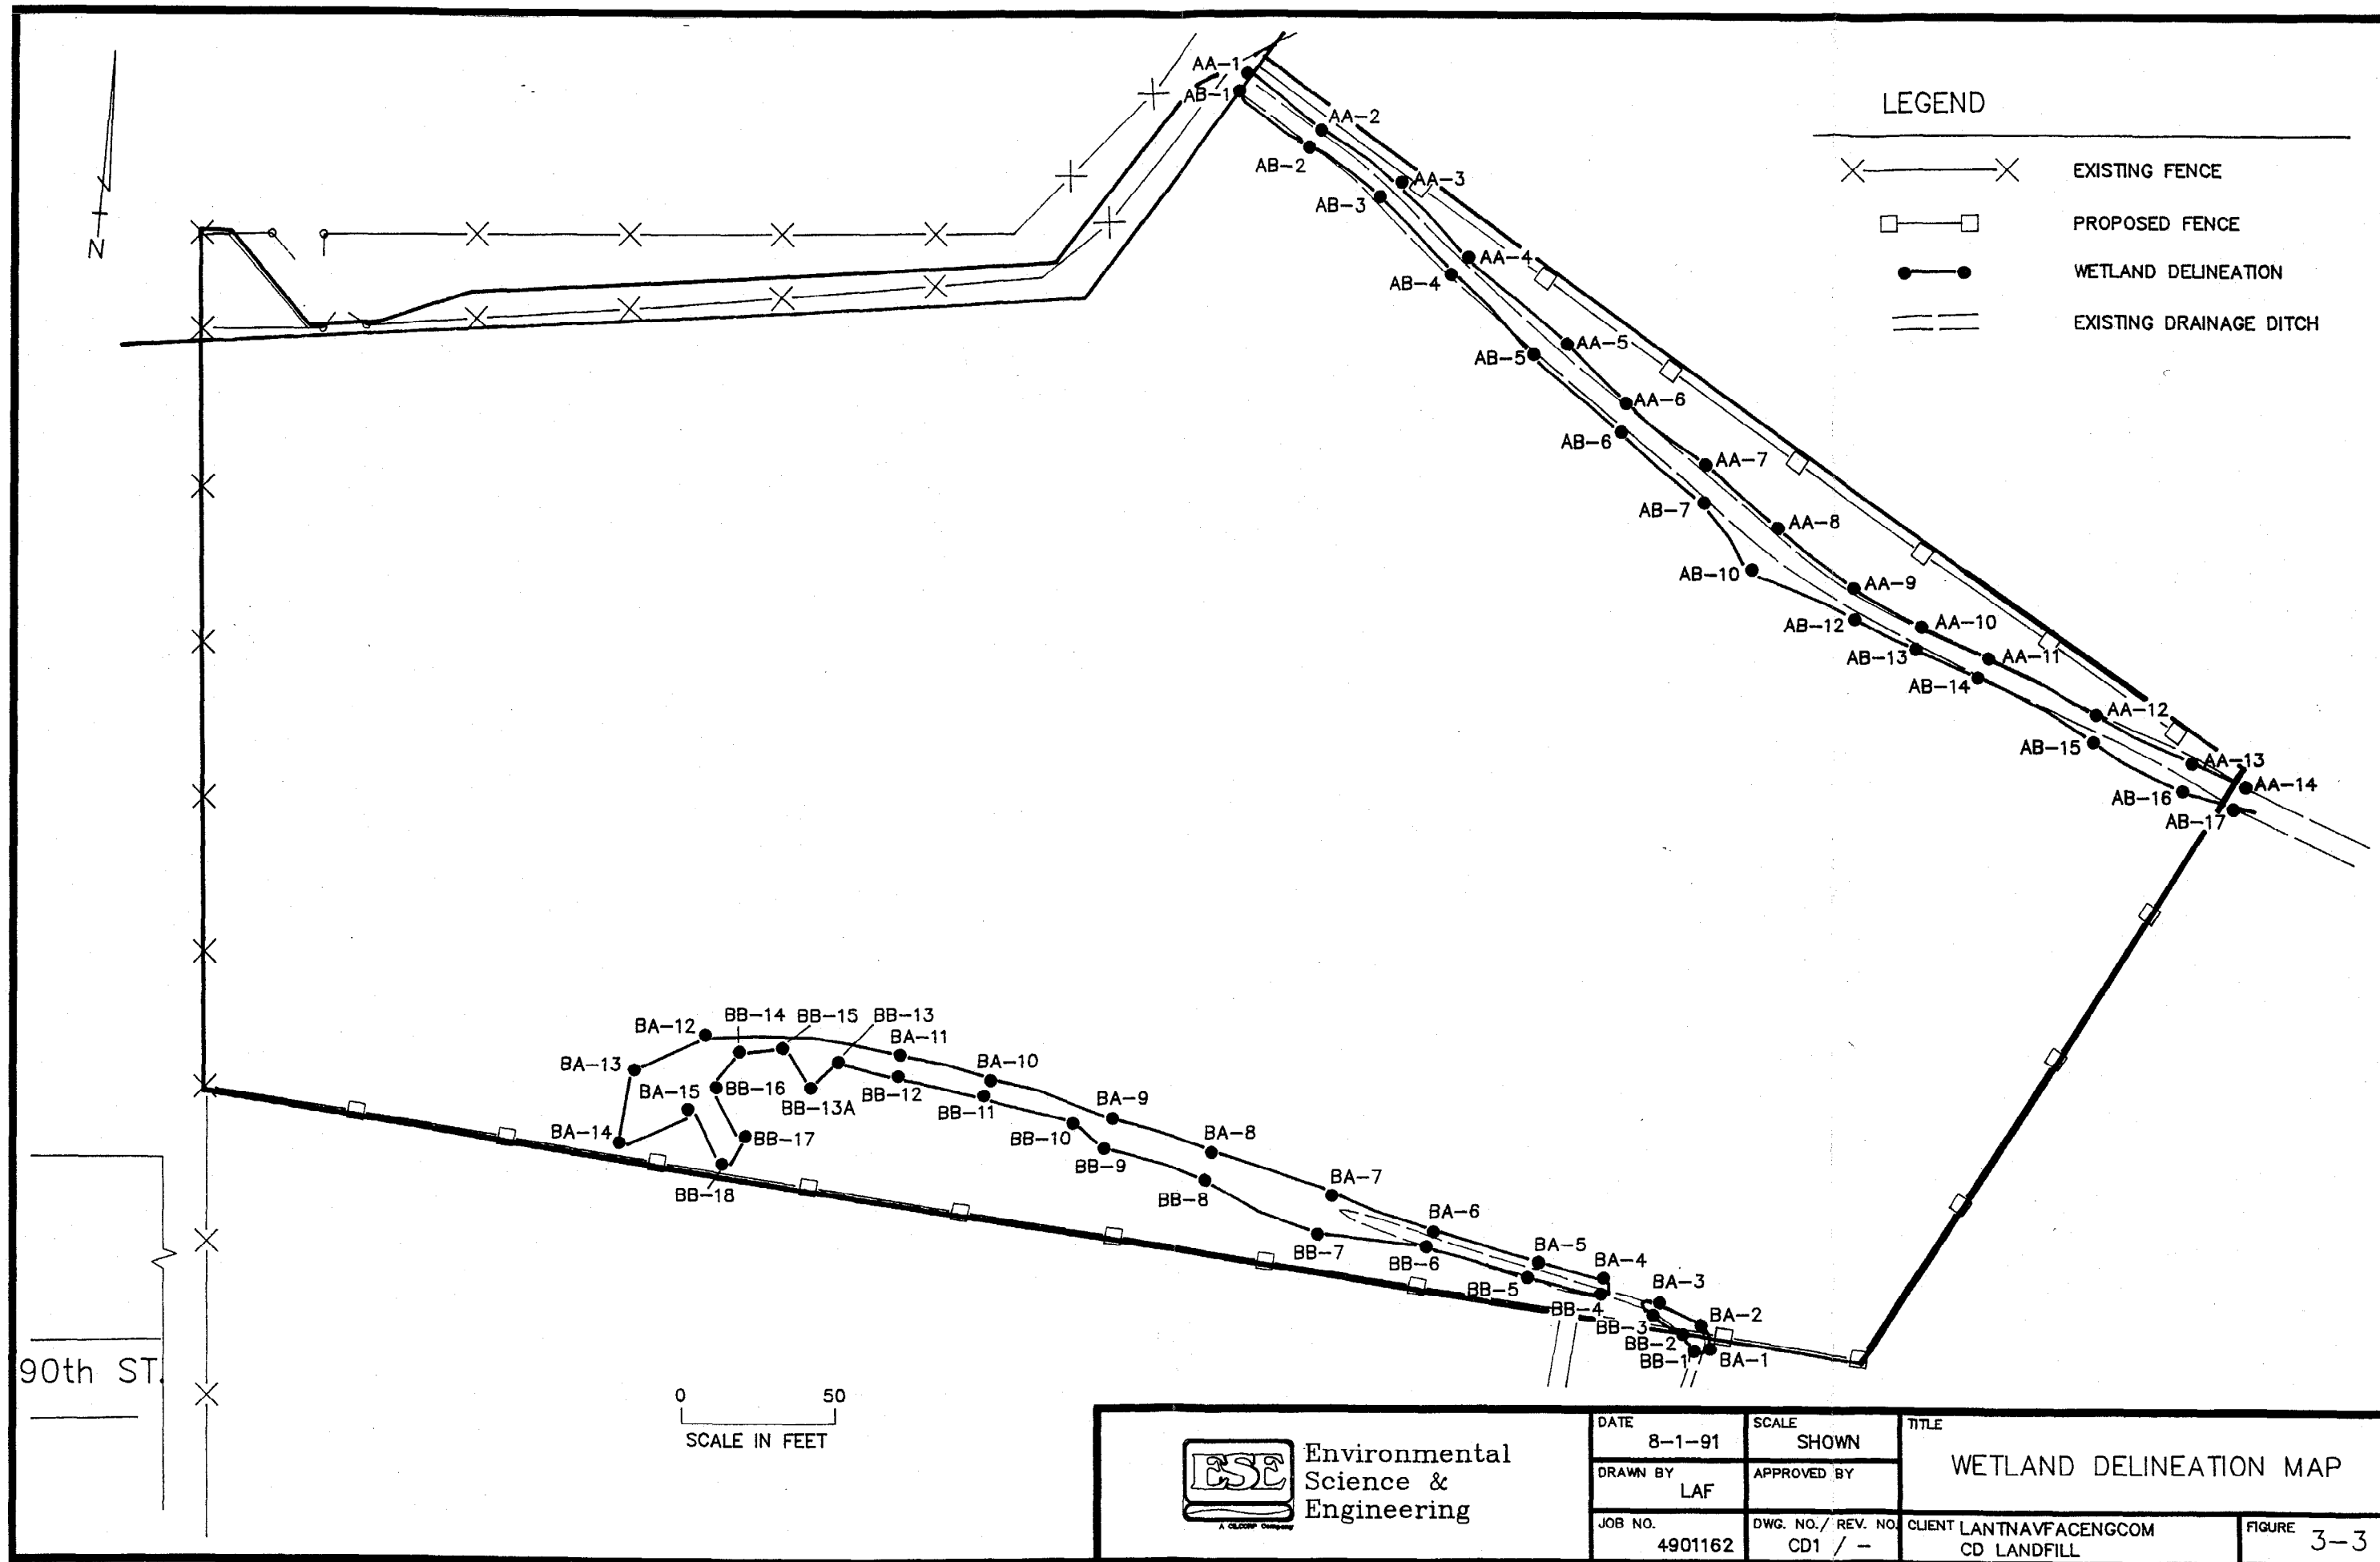 LEGEND
EXISTING FENCE
PROPOSED FENCE
WETLAND DELINEATION
EXISTING DRAINAGE DITCH
N
AA-1
AB-1
AA-2
AB-2
AA-3
AB-3
AA-4
AB-4
AA-5
AB-5
AA-6
AB-6
AA-7
AB-7
AA-8
AB-10
AA-9
AB-12
AA-10
AB-13
AA-11
AB-14
AA-12
AB-15
AA-13
AA-14
AB-16
AB-17
BA-12
BB-14
BB-15
BB-13
BA-11
BA-13
BA-10
BA-15
BB-16
BB-13A
BB-12
BB-11
BA-9
BA-14
BB-17
BB-10
BA-8
BB-9
BB-18
BB-8
BA-7
BA-6
BB-7
BB-6
BA-5
BA-4
BB-5
BA-3
BB-4
BA-2
BB-3
BB-2
BB-1
BA-1
90th ST.
0 50
SCALE IN FEET
ESE
Environmental
Science &
Engineering
A CILCORP Company
DATE
8-1-91
SCALE
SHOWN
TITLE
WETLAND DELINEATION MAP
DRAWN BY
LAF
APPROVED BY
JOB NO.
4901162
DWG. NO./ REV. NO.
CD1 / -
CLIENT LANTNAVFACENGCOM
CD LANDFILL
FIGURE 3-3